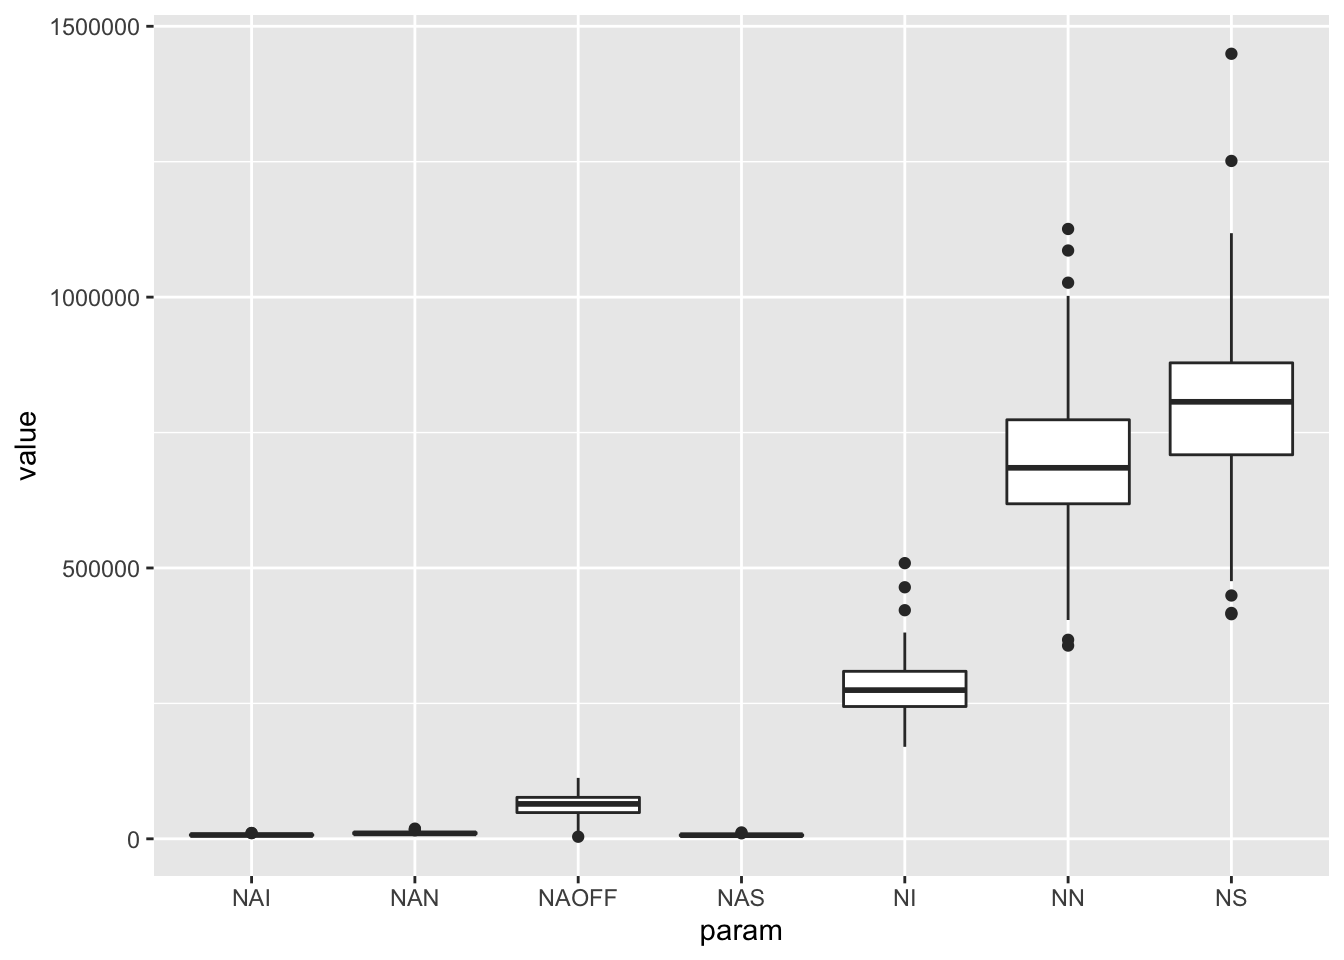 1500000
1000000
500000
0
value
NAI NAN NAOFF NAS NI NN NS
param